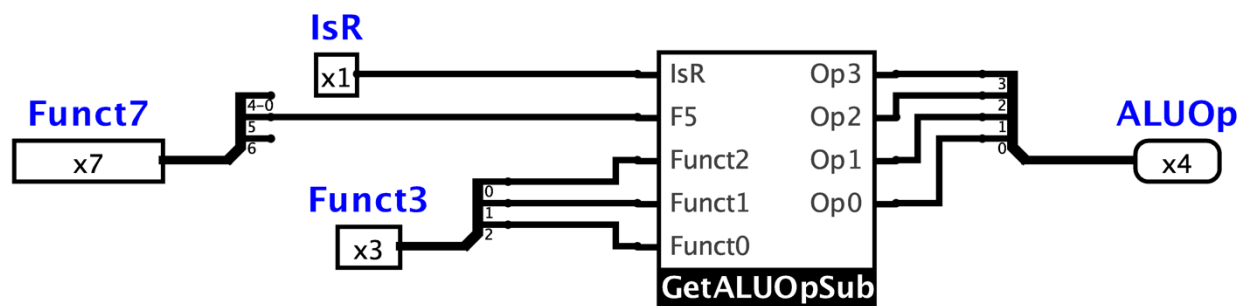 IsR
x1
Funct7
x7
4-0
5
6
Funct3
x3
0
1
2
IsR
F5
Funct2
Funct1
Funct0
Op3
Op2
Op1
Op0
GetALUOpSub
3
2
1
0
ALUOp
x4